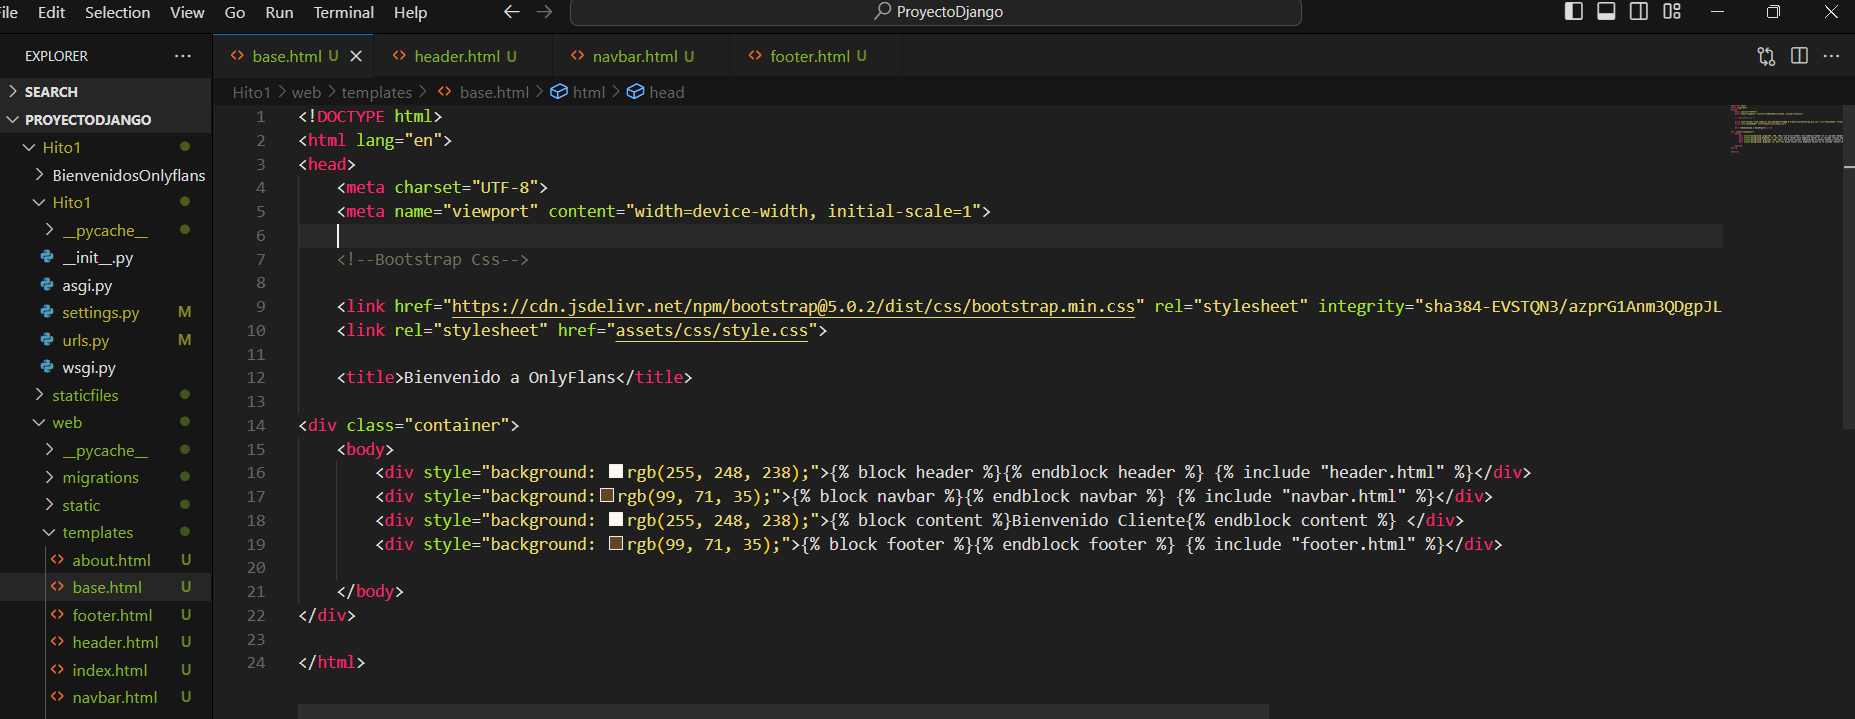 File Edit Selection View Go Run Terminal Help ProyectoDjango
EXPLORER
SEARCH
PROYECTODJANGO
Hito1
BienvenidosOnlyflans
Hito1
__pycache__
__init__.py
asgi.py
settings.py M
urls.py M
wsgi.py
staticfiles
web
__pycache__
migrations
static
templates
about.html U
base.html U
footer.html U
header.html U
index.html U
navbar.html U
base.html U header.html U navbar.html U footer.html U
Hito1 > web > templates > base.html > html > head
1 <!DOCTYPE html>
2 <html lang="en">
3 <head>
4 <meta charset="UTF-8">
5 <meta name="viewport" content="width=device-width, initial-scale=1">
6
7 <!--Bootstrap Css-->
8
9 <link href="https://cdn.jsdelivr.net/npm/bootstrap@5.0.2/dist/css/bootstrap.min.css" rel="stylesheet" integrity="sha384-EVSTQN3/azprG1Anm3QDgpJL
10 <link rel="stylesheet" href="assets/css/style.css">
11
12 <title>Bienvenido a OnlyFlans</title>
13
14 <div class="container">
15 <body>
16 <div style="background: rgb(255, 248, 238);">{% block header %}{% endblock header %} {% include "header.html" %}</div>
17 <div style="background:rgb(99, 71, 35);">{% block navbar %}{% endblock navbar %} {% include "navbar.html" %}</div>
18 <div style="background: rgb(255, 248, 238);">{% block content %}Bienvenido Cliente{% endblock content %} </div>
19 <div style="background: rgb(99, 71, 35);">{% block footer %}{% endblock footer %} {% include "footer.html" %}</div>
20
21 </body>
22 </div>
23
24 </html>